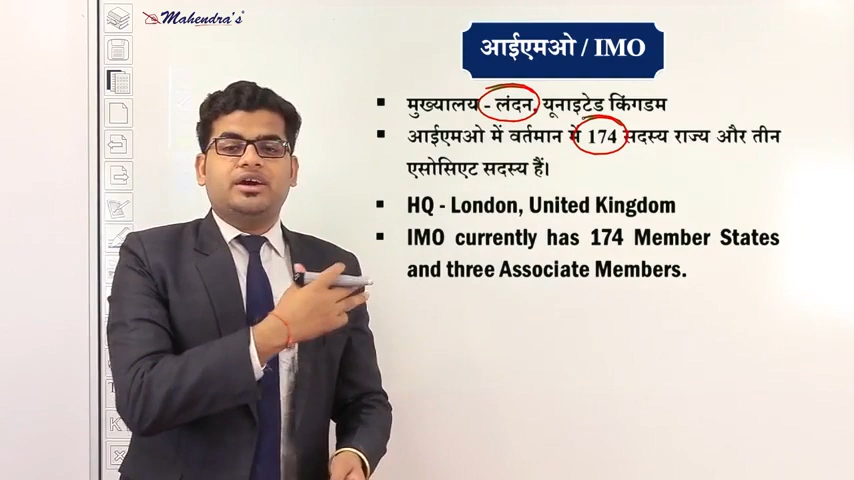 Mahendra's
आईएमओ / IMO
मुख्यालय - लंदन, यूनाइटेड किंगडम
आईएमओ में वर्तमान में 174 सदस्य राज्य और तीन
एसोसिएट सदस्य हैं।
HQ - London, United Kingdom
IMO currently has 174 Member States
and three Associate Members.